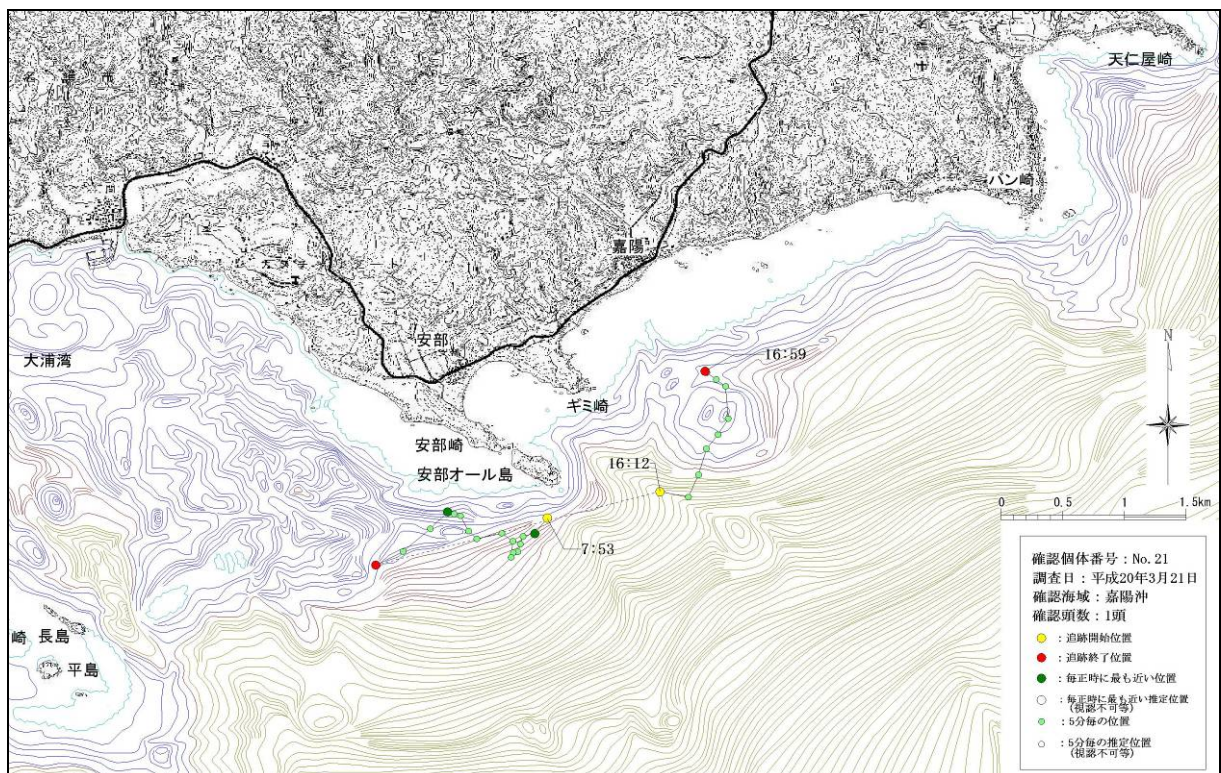 天仁屋崎
バン崎
嘉陽
安部
大浦湾
16:59
ギミ崎
安部崎
安部オール島
16:12
7:53
長島
崎
平島
N
0 0.5 1 1.5km
確認個体番号：No. 21
調査日：平成20年3月21日
確認海域：嘉陽沖
確認頭数：1頭
：追跡開始位置
：追跡終了位置
：毎正時に最も近い位置
：毎正時に最も近い推定位置
(視認不可等)
：5分毎の位置
：5分毎の推定位置
(視認不可等)